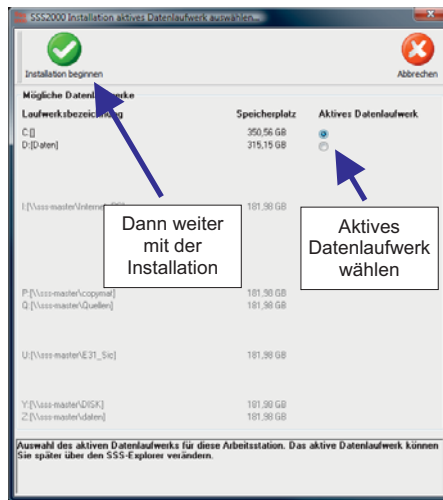 SSS2000 Installation aktives Datenlaufwerk auswählen...
Installation beginnen
Abbrechen
Mögliche Datenlaufwerke
Laufwerksbezeichnung Speicherplatz Aktives Datenlaufwerk
C:[] 350,56 GB
D:[Daten] 315,15 GB
I:[\\sss-master\Internet 181,98 GB
Dann weiter
mit der
Installation
Aktives
Datenlaufwerk
wählen
P:[\\sss-master\copymat] 181,98 GB
Q:[\\sss-master\Quellen] 181,98 GB
U:[\\sss-master\E31_Sic] 181,98 GB
Y:[\\sss-master\DISK] 181,98 GB
Z:[\\sss-master\daten] 181,98 GB
Auswahl des aktiven Datenlaufwerks für diese Arbeitsstation. Das aktive Datenlaufwerk können
Sie später über den SSS-Explorer verändern.